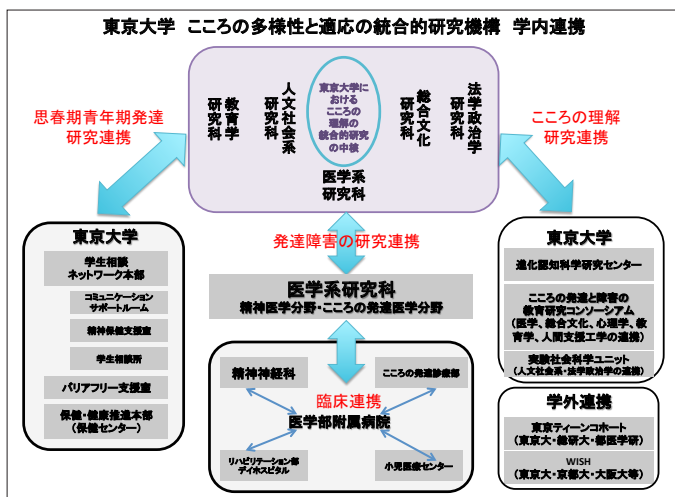 東京大学 こころの多様性と適応の統合的研究機構 学内連携
思春期青年期発達
研究連携
教育学
研究科
人文社会系
研究科
東京大学に
おける
こころの
理解の
統合的研究
の中核
総合文化
研究科
法学政治学
研究科
医学系
研究科
こころの理解
研究連携
東京大学
学生相談
ネットワーク本部
コミュニケーション
サポートルーム
精神保健支援室
学生相談所
バリアフリー支援室
保健・健康推進本部
(保健センター)
発達障害の研究連携
医学系研究科
精神医学分野・こころの発達医学分野
精神神経科
こころの発達診療部
臨床連携
医学部附属病院
リハビリテーション部
デイホスピタル
小児医療センター
東京大学
進化認知科学研究センター
こころの発達と障害の
教育研究コンソーシアム
(医学、総合文化、心理学、教
育学、人間支援工学の連携)
実験社会科学ユニット
(人文社会系・法学政治学の連携)
学外連携
東京ティーンコホート
(東京大・総研大・都医学研)
WISH
(東京大・京都大・大阪大等)